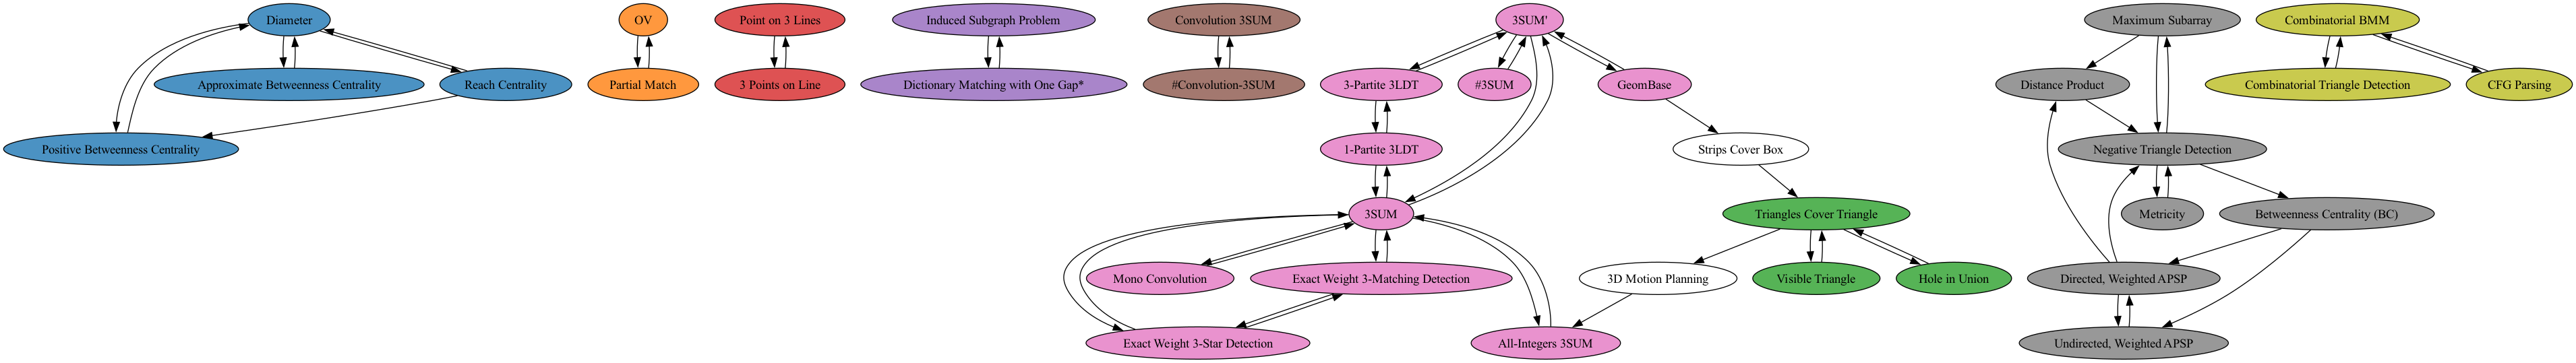 Diameter
OV
Point on 3 Lines
Induced Subgraph Problem
Convolution 3SUM
3SUM'
Maximum Subarray
Combinatorial BMM
Approximate Betweenness Centrality
Reach Centrality
Partial Match
3 Points on Line
Dictionary Matching with One Gap*
#Convolution-3SUM
3-Partite 3LDT
#3SUM
GeomBase
Distance Product
Combinatorial Triangle Detection
CFG Parsing
Positive Betweenness Centrality
1-Partite 3LDT
Strips Cover Box
Negative Triangle Detection
3SUM
Triangles Cover Triangle
Metricity
Betweenness Centrality (BC)
Mono Convolution
Exact Weight 3-Matching Detection
3D Motion Planning
Visible Triangle
Hole in Union
Directed, Weighted APSP
Exact Weight 3-Star Detection
All-Integers 3SUM
Undirected, Weighted APSP